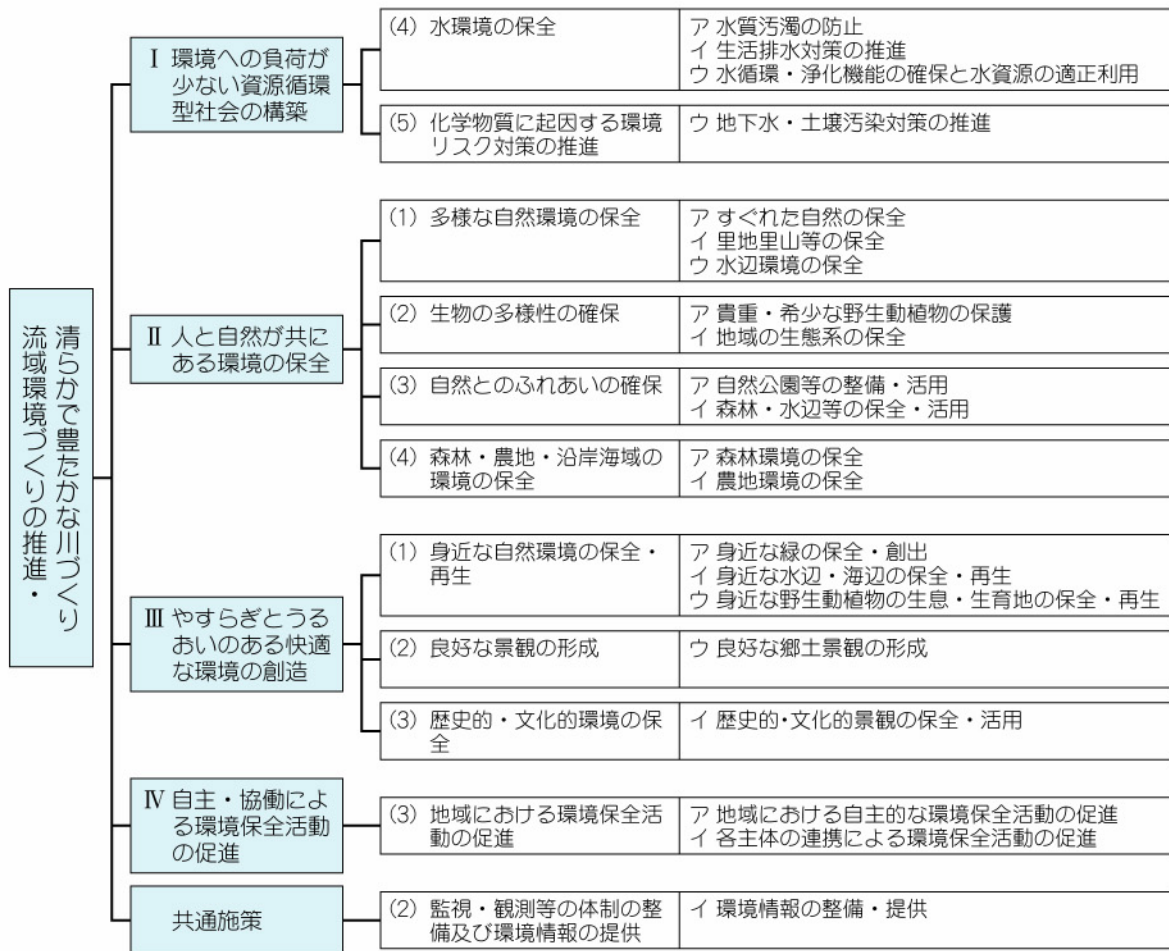 清らかで豊たかな川づくり
流域環境づくりの推進・
Ⅰ 環境への負荷が
少ない資源循環
型社会の構築
(4) 水環境の保全
ア 水質汚濁の防止
イ 生活排水対策の推進
ウ 水循環・浄化機能の確保と水資源の適正利用
(5) 化学物質に起因する環境
リスク対策の推進
ウ 地下水・土壌汚染対策の推進
Ⅱ 人と自然が共に
ある環境の保全
(1) 多様な自然環境の保全
ア すぐれた自然の保全
イ 里地里山等の保全
ウ 水辺環境の保全
(2) 生物の多様性の確保
ア 貴重・希少な野生動植物の保護
イ 地域の生態系の保全
(3) 自然とのふれあいの確保
ア 自然公園等の整備・活用
イ 森林・水辺等の保全・活用
(4) 森林・農地・沿岸海域の
環境の保全
ア 森林環境の保全
イ 農地環境の保全
Ⅲ やすらぎとうる
おいのある快適
な環境の創造
(1) 身近な自然環境の保全・
再生
ア 身近な緑の保全・創出
イ 身近な水辺・海辺の保全・再生
ウ 身近な野生動植物の生息・生育地の保全・再生
(2) 良好な景観の形成
ウ 良好な郷土景観の形成
(3) 歴史的・文化的環境の保
全
イ 歴史的・文化的景観の保全・活用
Ⅳ 自主・協働によ
る環境保全活動
の促進
(3) 地域における環境保全活
動の促進
ア 地域における自主的な環境保全活動の促進
イ 各主体の連携による環境保全活動の促進
共通施策
(2) 監視・観測等の体制の整
備及び環境情報の提供
イ 環境情報の整備・提供